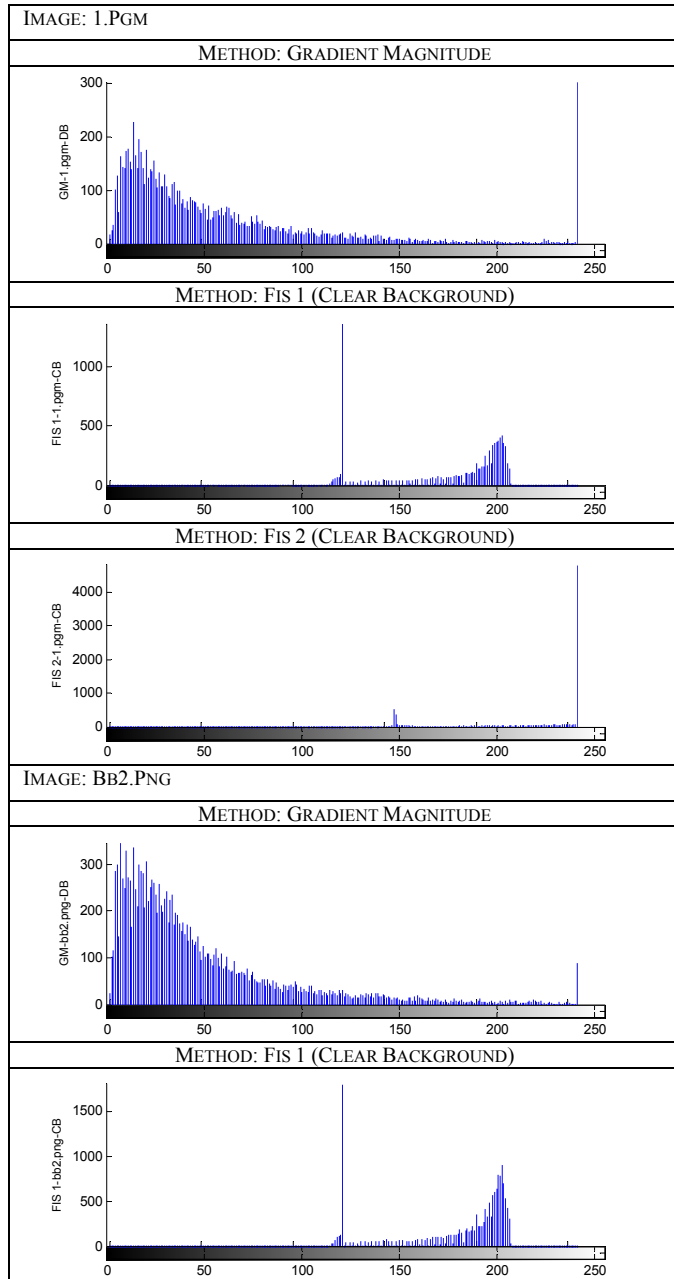 IMAGE: 1.PGM
METHOD: GRADIENT MAGNITUDE
GM-1.pgm-DB
300
200
100
0
0 50 100 150 200 250
METHOD: FIS 1 (CLEAR BACKGROUND)
FIS 1-1.pgm-CB
1000
500
0
0 50 100 150 200 250
METHOD: FIS 2 (CLEAR BACKGROUND)
FIS 2-1.pgm-CB
4000
3000
2000
1000
0
0 50 100 150 200 250
IMAGE: BB2.PNG
METHOD: GRADIENT MAGNITUDE
GM-bb2.png-DB
300
200
100
0
0 50 100 150 200 250
METHOD: FIS 1 (CLEAR BACKGROUND)
FIS 1-bb2.png-CB
1500
1000
500
0
0 50 100 150 200 250